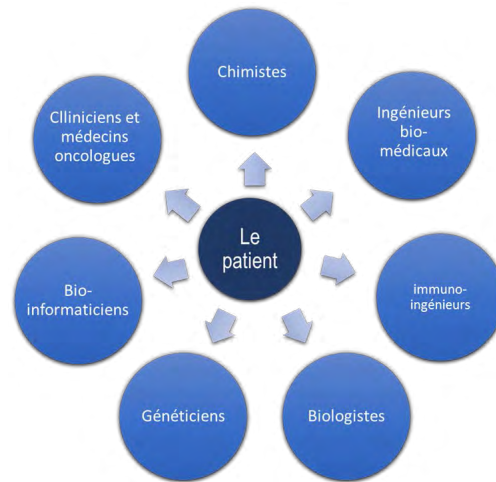 Chimistes
Ingénieurs
bio-
médicaux
immuno-
ingénieurs
Biologistes
Généticiens
Bio-
informaticiens
Clliniciens et
médecins
oncologues
Le
patient